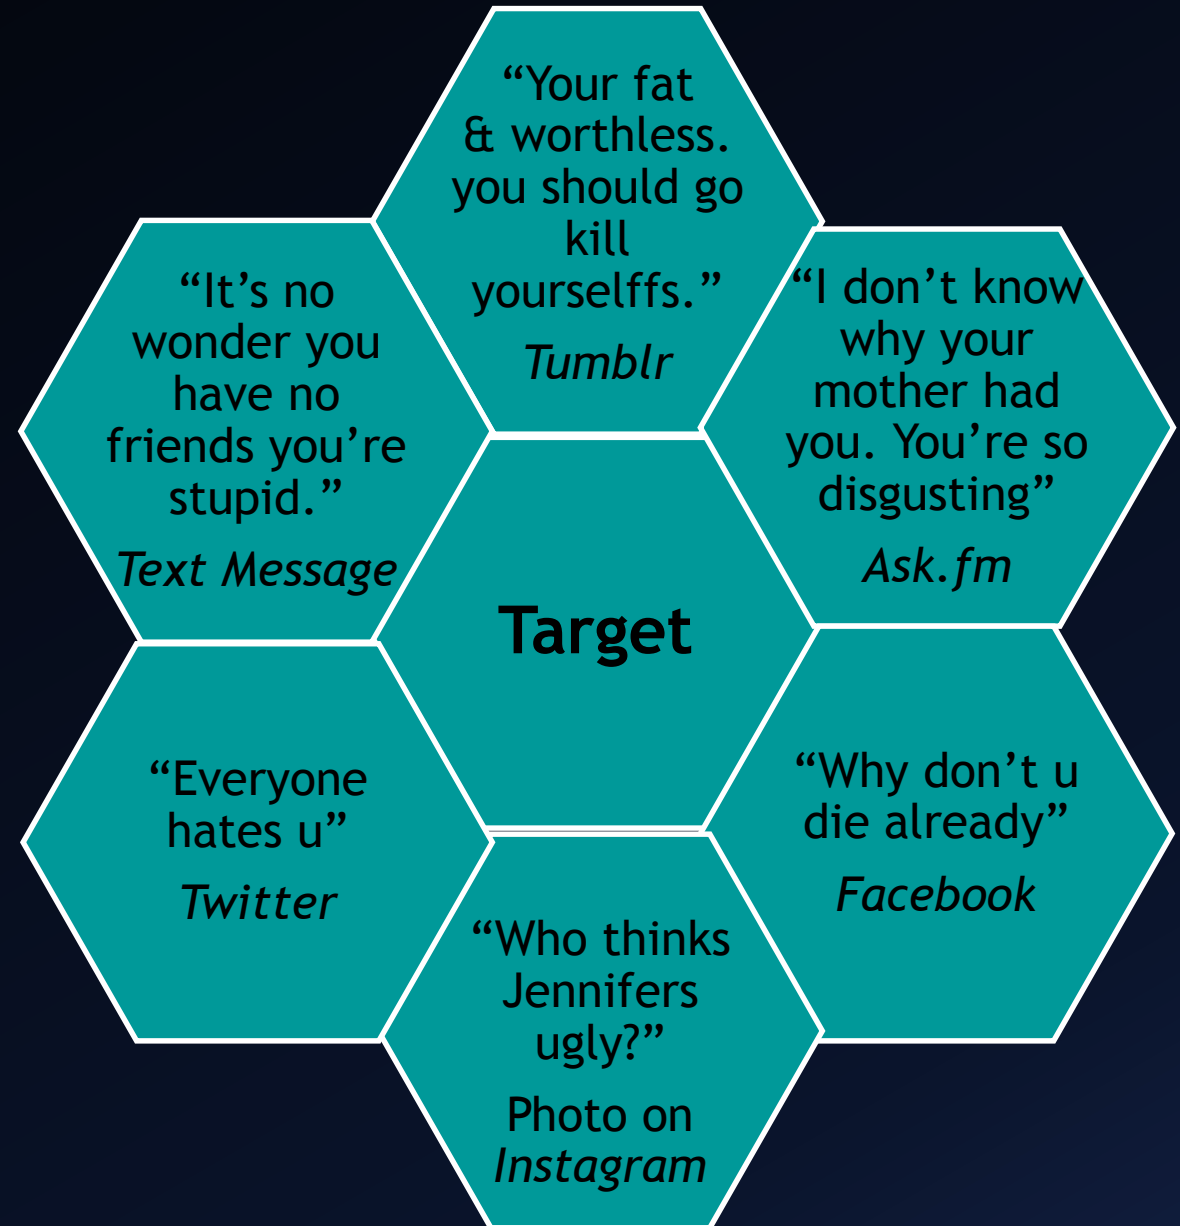 “Your fat
& worthless.
you should go
kill
yourselffs.”
Tumblr
“I don’t know
why your
mother had
you. You’re so
disgusting”
Ask.fm
“Why don’t u
die already”
Facebook
“Who thinks
Jennifers
ugly?”
Photo on
Instagram
“Everyone
hates u”
Twitter
“It’s no
wonder you
have no
friends you’re
stupid.”
Text Message
Target